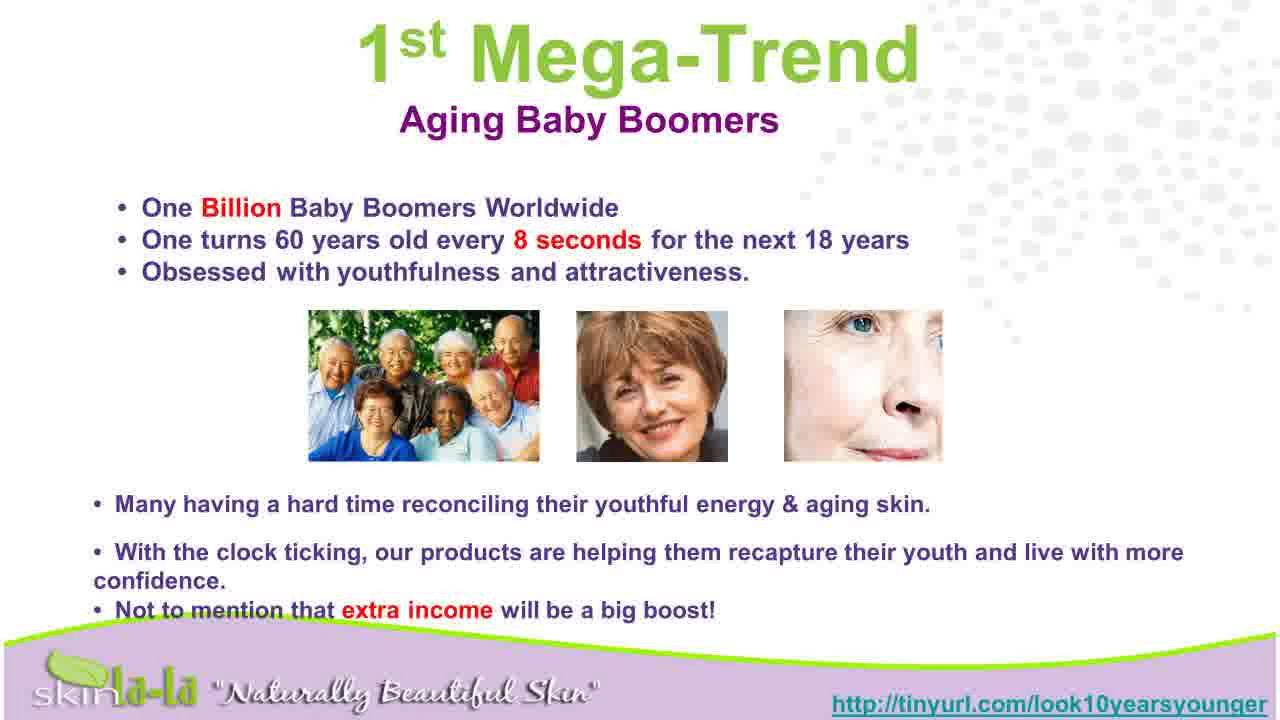 1st Mega-Trend
Aging Baby Boomers
• One Billion Baby Boomers Worldwide
• One turns 60 years old every 8 seconds for the next 18 years
• Obsessed with youthfulness and attractiveness.
• Many having a hard time reconciling their youthful energy & aging skin.
• With the clock ticking, our products are helping them recapture their youth and live with more
confidence.
• Not to mention that extra income will be a big boost!
skin la-la "Naturally Beautiful Skin"
http://tinyurl.com/look10yearsyounger